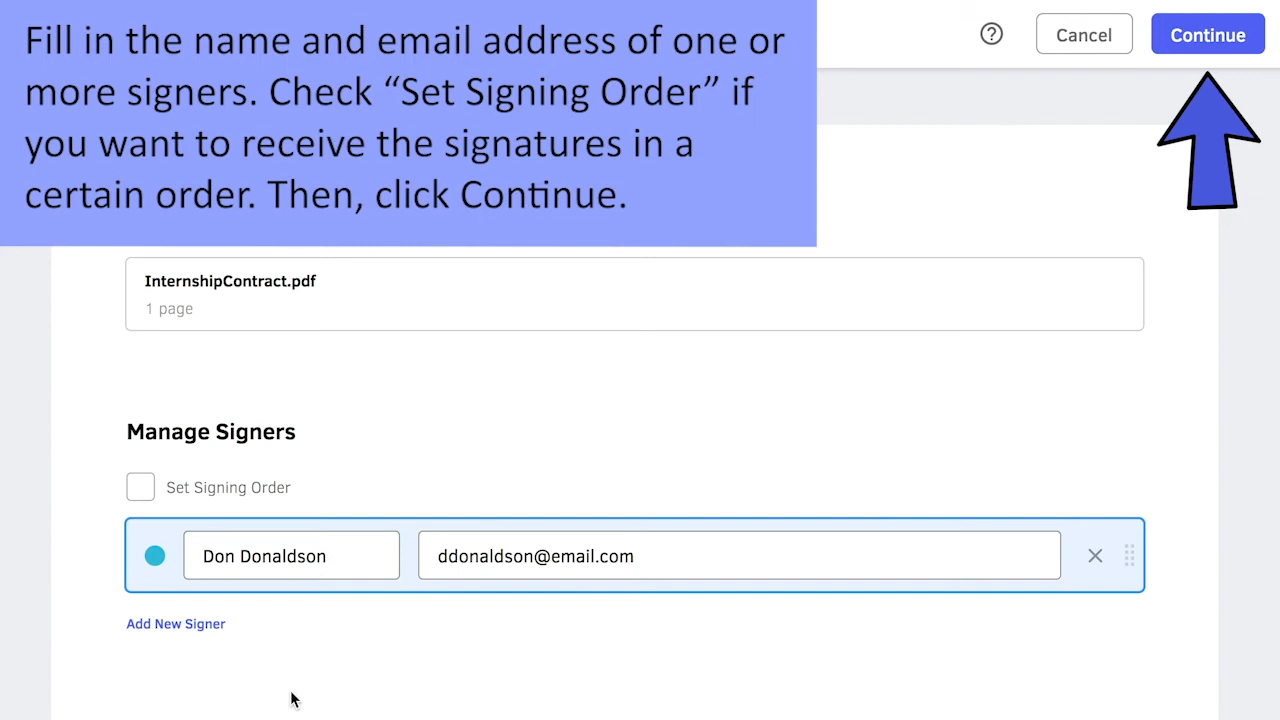 Fill in the name and email address of one or
more signers. Check “Set Signing Order” if
you want to receive the signatures in a
certain order. Then, click Continue.
Cancel
Continue
InternshipContract.pdf
1 page
Manage Signers
Set Signing Order
Don Donaldson
ddonaldson@email.com
Add New Signer